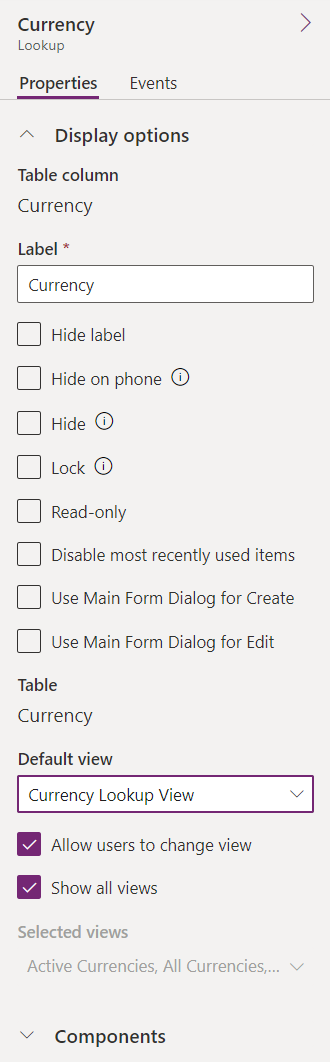 Currency
Lookup
Properties Events
Display options
Table column
Currency
Label *
Currency
Hide label
Hide on phone
Hide
Lock
Read-only
Disable most recently used items
Use Main Form Dialog for Create
Use Main Form Dialog for Edit
Table
Currency
Default view
Currency Lookup View
Allow users to change view
Show all views
Selected views
Active Currencies, All Currencies,...
Components